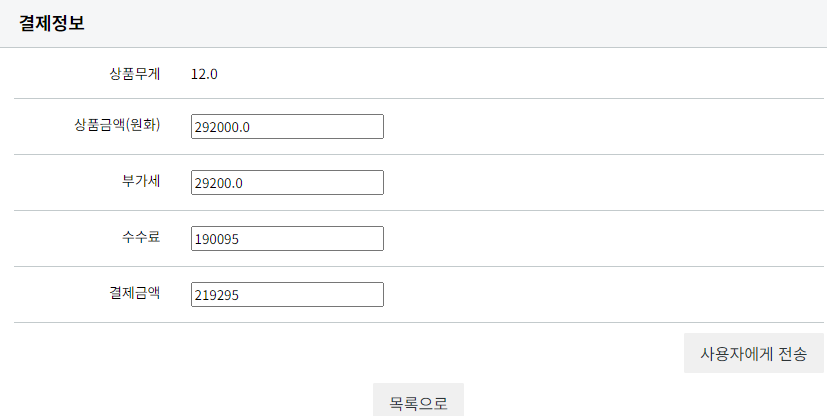 결제정보
상품무게 12.0
상품금액(원화) 292000.0
부가세 29200.0
수수료 190095
결제금액 219295
사용자에게 전송
목록으로